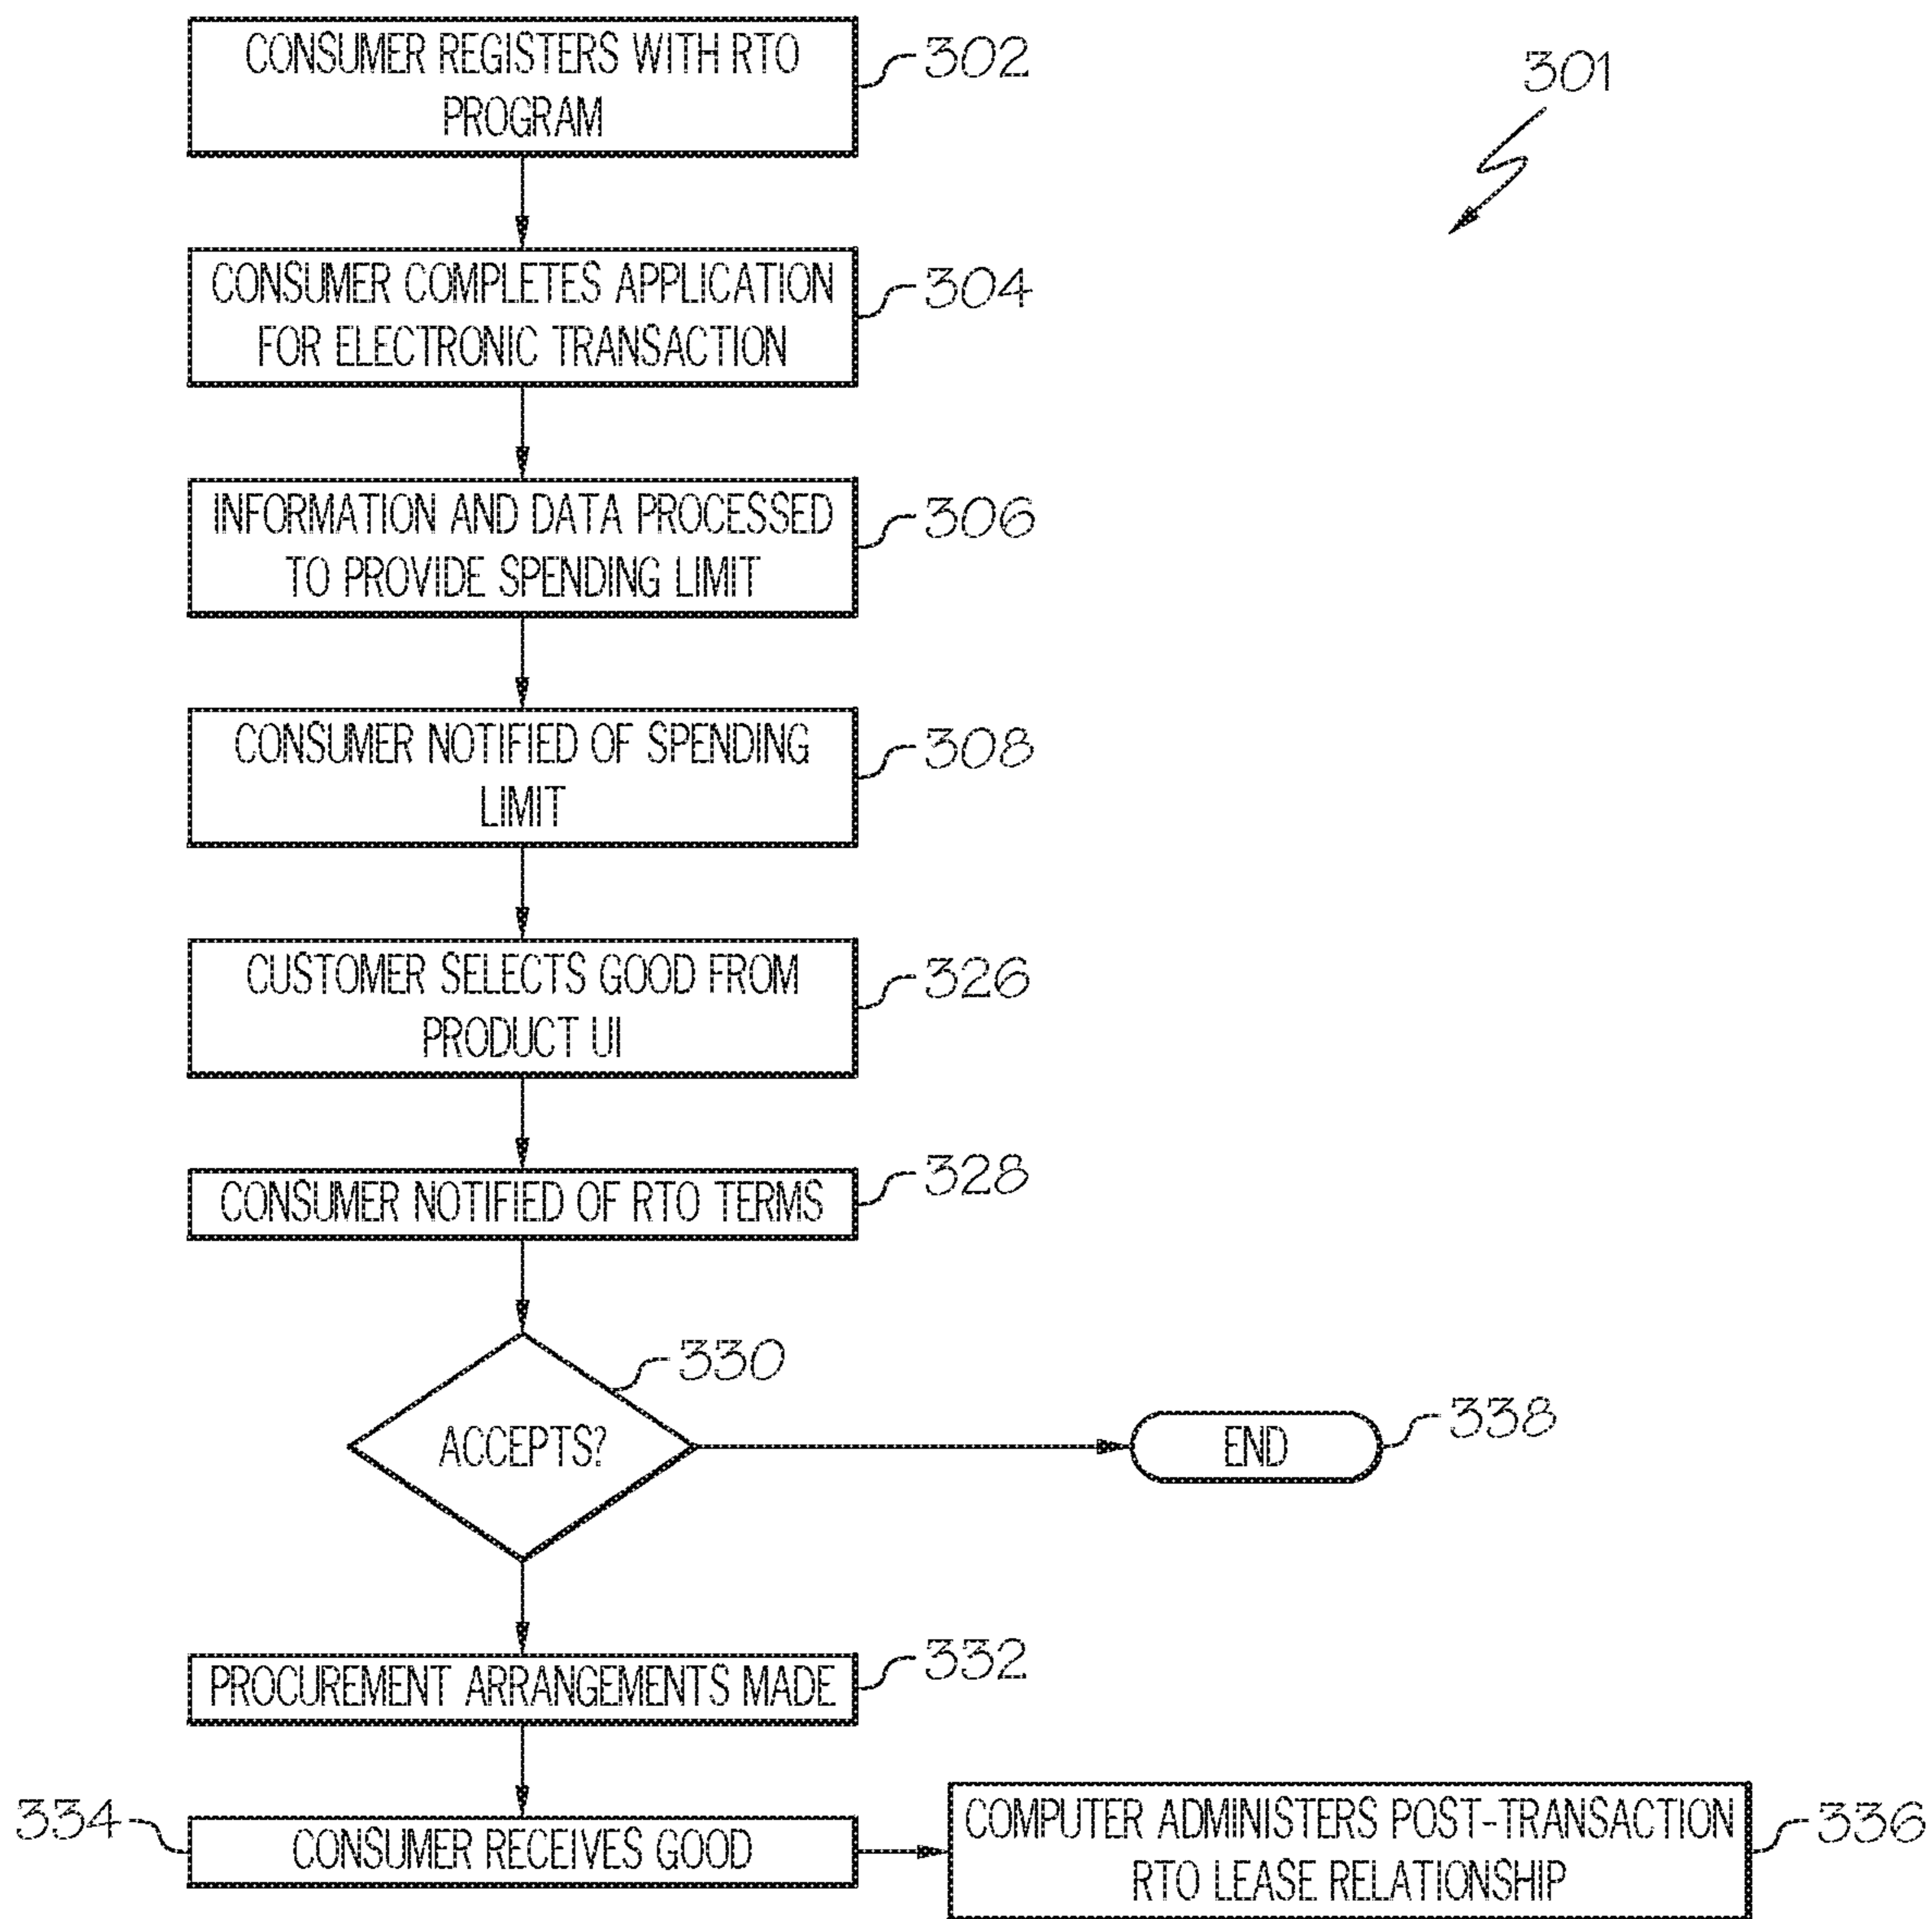 CONSUMER REGISTERS WITH RTO
PROGRAM
302
301
CONSUMER COMPLETES APPLICATION
FOR ELECTRONIC TRANSACTION
304
INFORMATION AND DATA PROCESSED
TO PROVIDE SPENDING LIMIT
306
CONSUMER NOTIFIED OF SPENDING
LIMIT
308
CUSTOMER SELECTS GOOD FROM
PRODUCT UI
326
CONSUMER NOTIFIED OF RTO TERMS
328
ACCEPTS?
330
END
338
PROCUREMENT ARRANGEMENTS MADE
332
334
CONSUMER RECEIVES GOOD
COMPUTER ADMINISTERS POST-TRANSACTION
RTO LEASE RELATIONSHIP
336